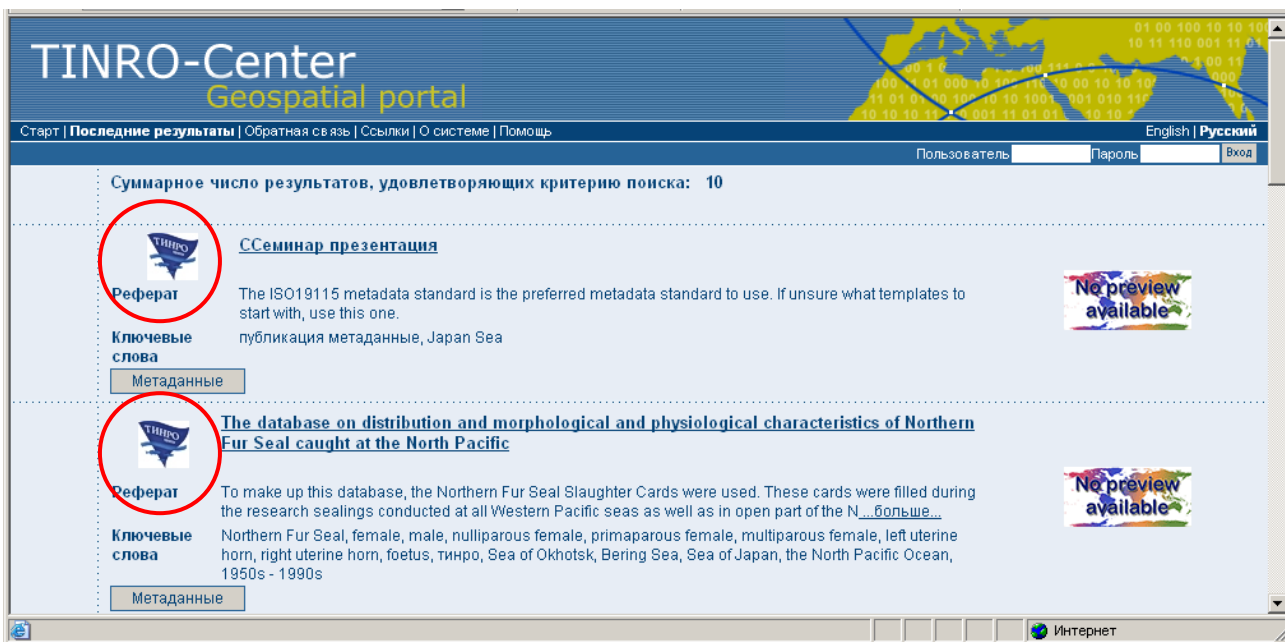 TINRO-Center
Geospatial portal
Старт | Последние результаты | Обратная связь | Ссылки | О системе | Помощь
English | Русский
Пользователь Пароль Вход
Суммарное число результатов, удовлетворяющих критерию поиска: 10
ТИНРО
ССеминар презентация
Реферат The ISO19115 metadata standard is the preferred metadata standard to use. If unsure what templates to
start with, use this one.
No preview
available
Ключевые публикация метаданные, Japan Sea
слова
Метаданные
ТИНРО
The database on distribution and morphological and physiological characteristics of Northern
Fur Seal caught at the North Pacific
Реферат To make up this database, the Northern Fur Seal Slaughter Cards were used. These cards were filled during
the research sealings conducted at all Western Pacific seas as well as in open part of the N...больше...
No preview
available
Ключевые Northern Fur Seal, female, male, nulliparous female, primaparous female, multiparous female, left uterine
слова horn, right uterine horn, foetus, тинро, Sea of Okhotsk, Bering Sea, Sea of Japan, the North Pacific Ocean,
1950s - 1990s
Метаданные
Интернет